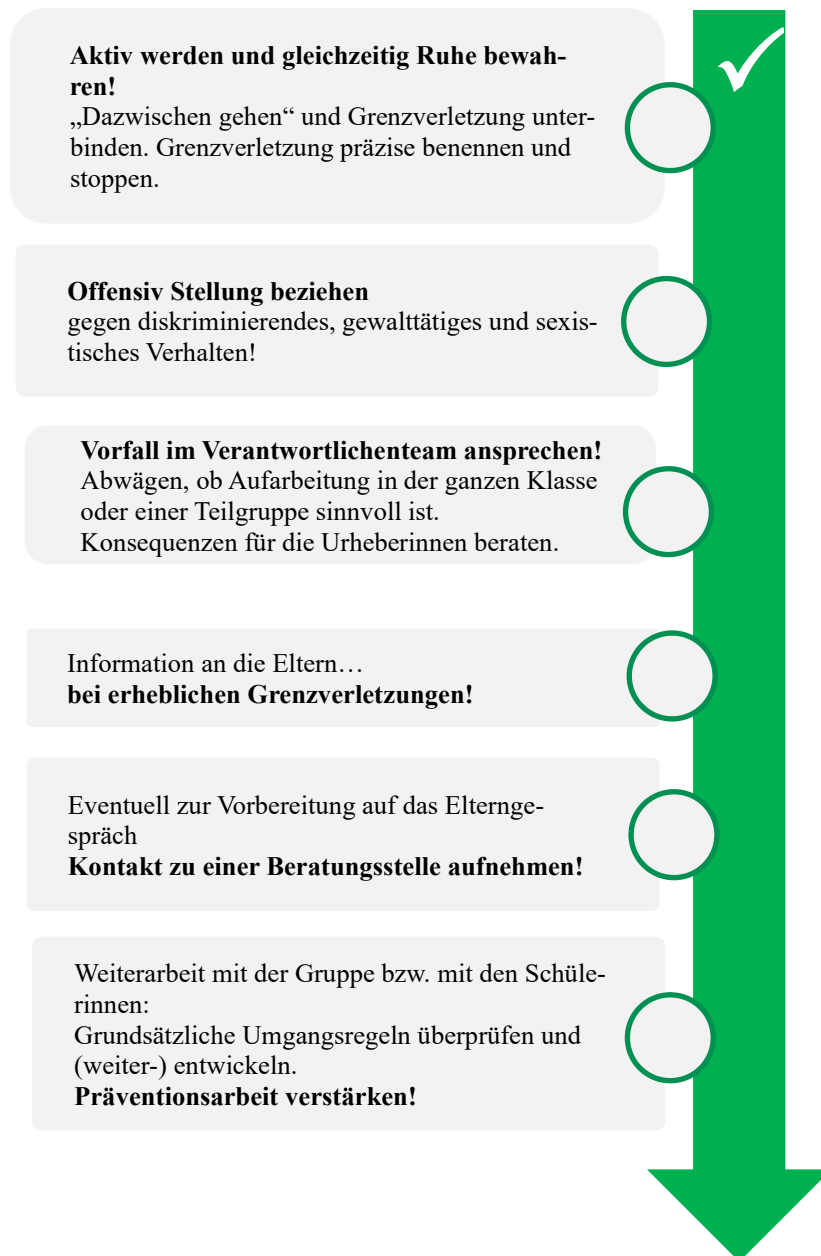 Aktiv werden und gleichzeitig Ruhe bewah-
ren!
„Dazwischen gehen“ und Grenzverletzung unter-
binden. Grenzverletzung präzise benennen und
stoppen.
Offensiv Stellung beziehen
gegen diskriminierendes, gewalttätiges und sexis-
tisches Verhalten!
Vorfall im Verantwortlichenteam ansprechen!
Abwägen, ob Aufarbeitung in der ganzen Klasse
oder einer Teilgruppe sinnvoll ist.
Konsequenzen für die Urheberinnen beraten.
Information an die Eltern…
bei erheblichen Grenzverletzungen!
Eventuell zur Vorbereitung auf das Elternge-
spräch
Kontakt zu einer Beratungsstelle aufnehmen!
Weiterarbeit mit der Gruppe bzw. mit den Schüle-
rinnen:
Grundsätzliche Umgangsregeln überprüfen und
(weiter-) entwickeln.
Präventionsarbeit verstärken!